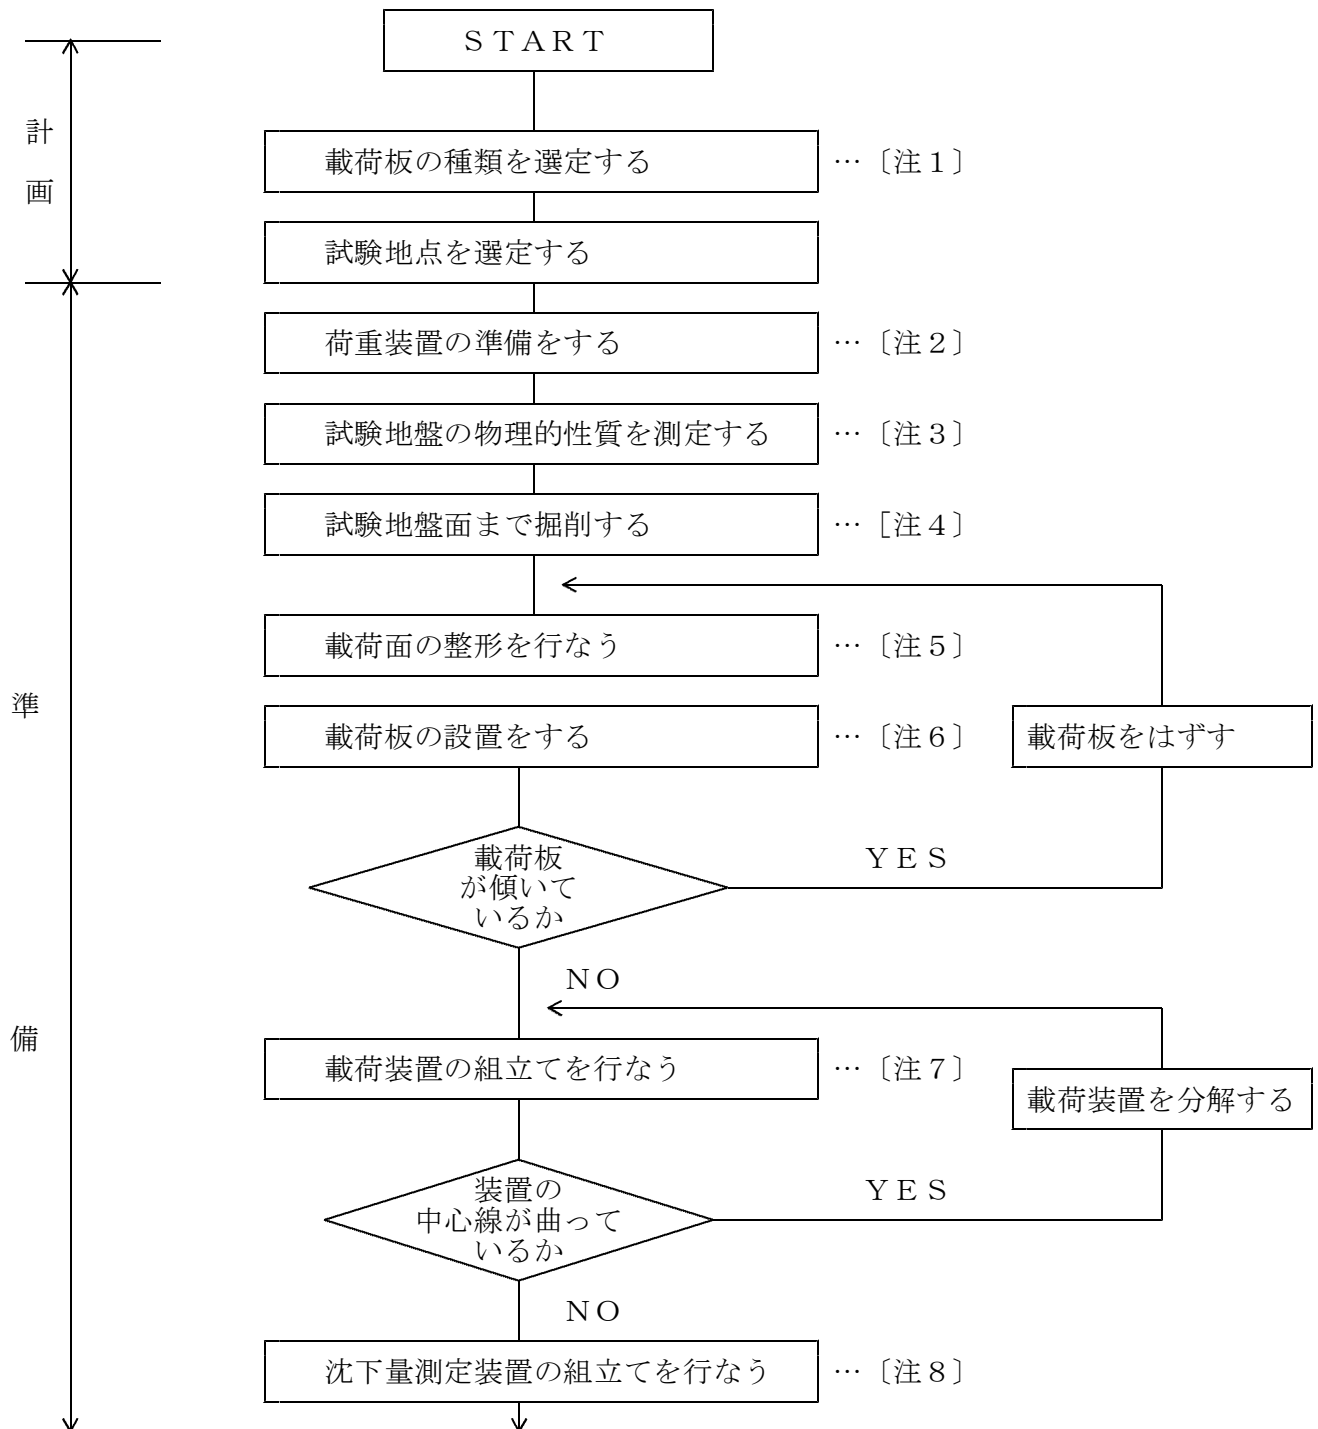 ＳＴＡＲＴ
計
画
載荷板の種類を選定する …〔注１〕
試験地点を選定する
荷重装置の準備をする …〔注２〕
試験地盤の物理的性質を測定する …〔注３〕
試験地盤面まで掘削する …［注４〕
載荷面の整形を行なう …〔注５〕
準
載荷板の設置をする …〔注６〕
載荷板をはずす
載荷板
が傾いて
いるか
ＹＥＳ
ＮＯ
備
載荷装置の組立てを行なう …〔注７〕
載荷装置を分解する
装置の
中心線が曲って
いるか
ＹＥＳ
ＮＯ
沈下量測定装置の組立てを行なう …〔注８〕